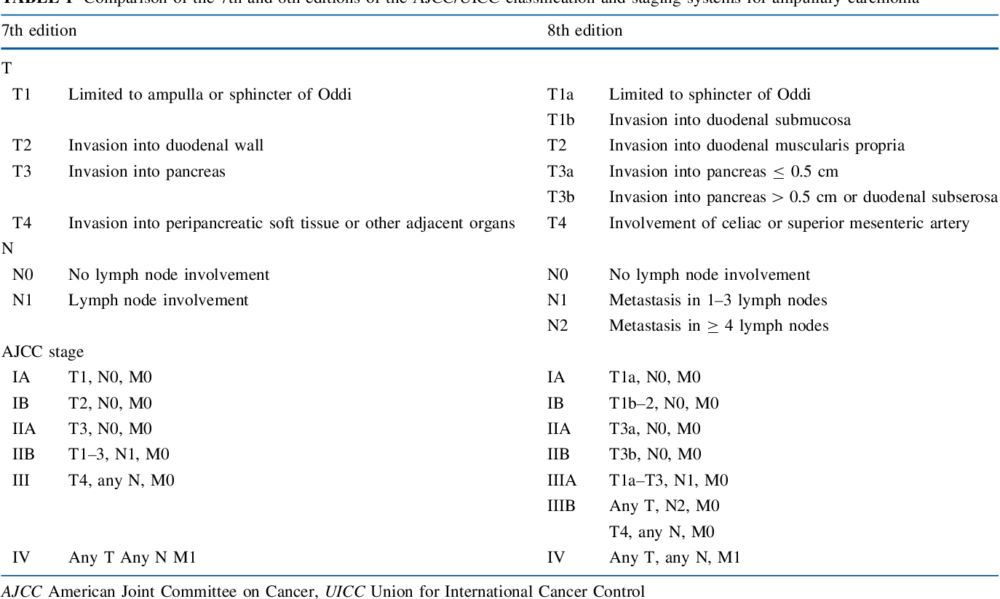 TABLE 1 Comparison of the 7th and 8th editions of the AJCC/UICC classification and staging systems for ampullary carcinoma
7th edition 8th edition
T
T1 Limited to ampulla or sphincter of Oddi T1a Limited to sphincter of Oddi
T1b Invasion into duodenal submucosa
T2 Invasion into duodenal wall T2 Invasion into duodenal muscularis propria
T3 Invasion into pancreas T3a Invasion into pancreas ≤ 0.5 cm
T3b Invasion into pancreas > 0.5 cm or duodenal subserosa
T4 Invasion into peripancreatic soft tissue or other adjacent organs T4 Involvement of celiac or superior mesenteric artery
N
N0 No lymph node involvement N0 No lymph node involvement
N1 Lymph node involvement N1 Metastasis in 1–3 lymph nodes
N2 Metastasis in ≥ 4 lymph nodes
AJCC stage
IA T1, N0, M0 IA T1a, N0, M0
IB T2, N0, M0 IB T1b–2, N0, M0
IIA T3, N0, M0 IIA T3a, N0, M0
IIB T1–3, N1, M0 IIB T3b, N0, M0
III T4, any N, M0 IIIA T1a–T3, N1, M0
IIIB Any T, N2, M0
T4, any N, M0
IV Any T Any N M1 IV Any T, any N, M1
AJCC American Joint Committee on Cancer, UICC Union for International Cancer Control